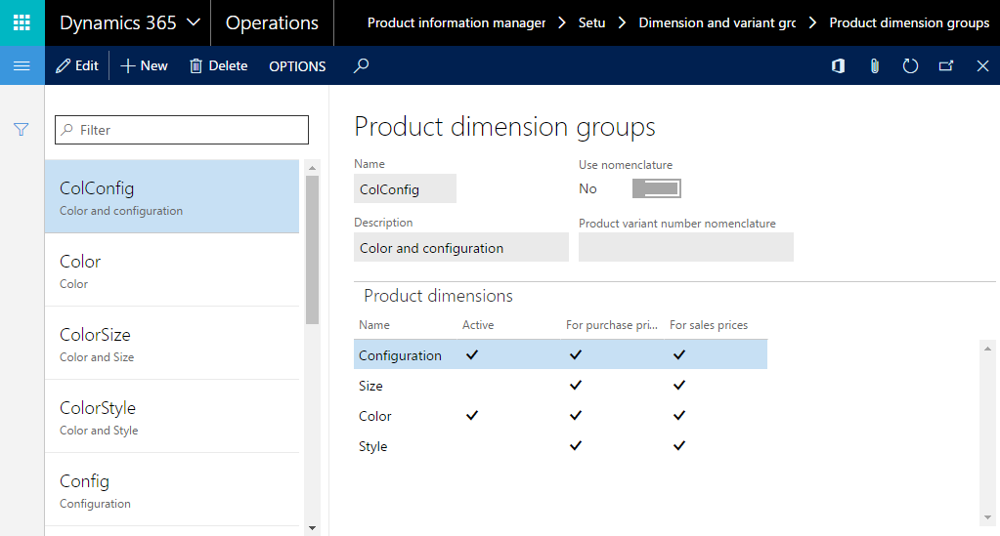 Dynamics 365 Operations Product information manager Setu Dimension and variant grc Product dimension groups
Edit New Delete OPTIONS
Filter
ColConfig
Color and configuration
Color
Color
ColorSize
Color and Size
ColorStyle
Color and Style
Config
Configuration
Product dimension groups
Name Use nomenclature
ColConfig No
Description Product variant number nomenclature
Color and configuration
Product dimensions
Name Active For purchase pri... For sales prices
Configuration
Size
Color
Style